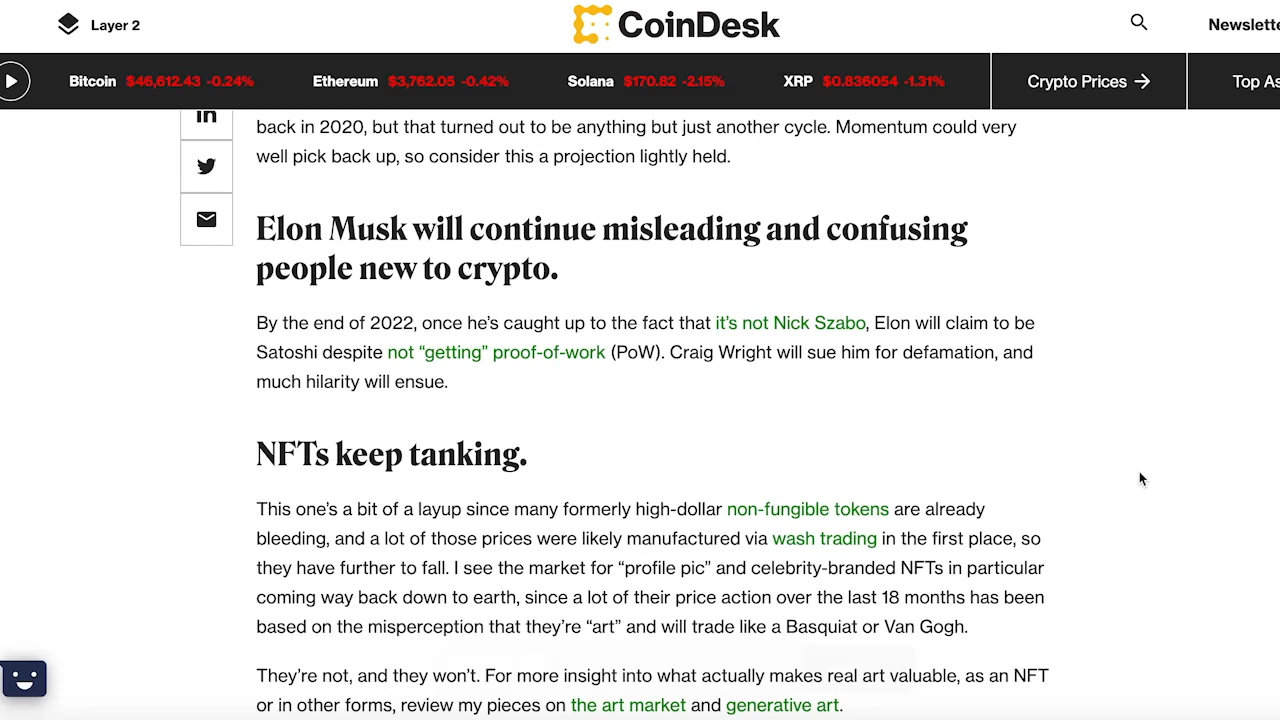 Layer 2
CoinDesk
Newslette
Bitcoin $46,612.43 -0.24%
Ethereum $3,762.05 -0.42%
Solana $170.82 -2.15%
XRP $0.836054 -1.31%
Crypto Prices →
Top As
in
back in 2020, but that turned out to be anything but just another cycle. Momentum could very
well pick back up, so consider this a projection lightly held.
Elon Musk will continue misleading and confusing
people new to crypto.
By the end of 2022, once he’s caught up to the fact that it’s not Nick Szabo, Elon will claim to be
Satoshi despite not “getting” proof-of-work (PoW). Craig Wright will sue him for defamation, and
much hilarity will ensue.
NFTs keep tanking.
This one’s a bit of a layup since many formerly high-dollar non-fungible tokens are already
bleeding, and a lot of those prices were likely manufactured via wash trading in the first place, so
they have further to fall. I see the market for “profile pic” and celebrity-branded NFTs in particular
coming way back down to earth, since a lot of their price action over the last 18 months has been
based on the misperception that they’re “art” and will trade like a Basquiat or Van Gogh.
They’re not, and they won’t. For more insight into what actually makes real art valuable, as an NFT
or in other forms, review my pieces on the art market and generative art.